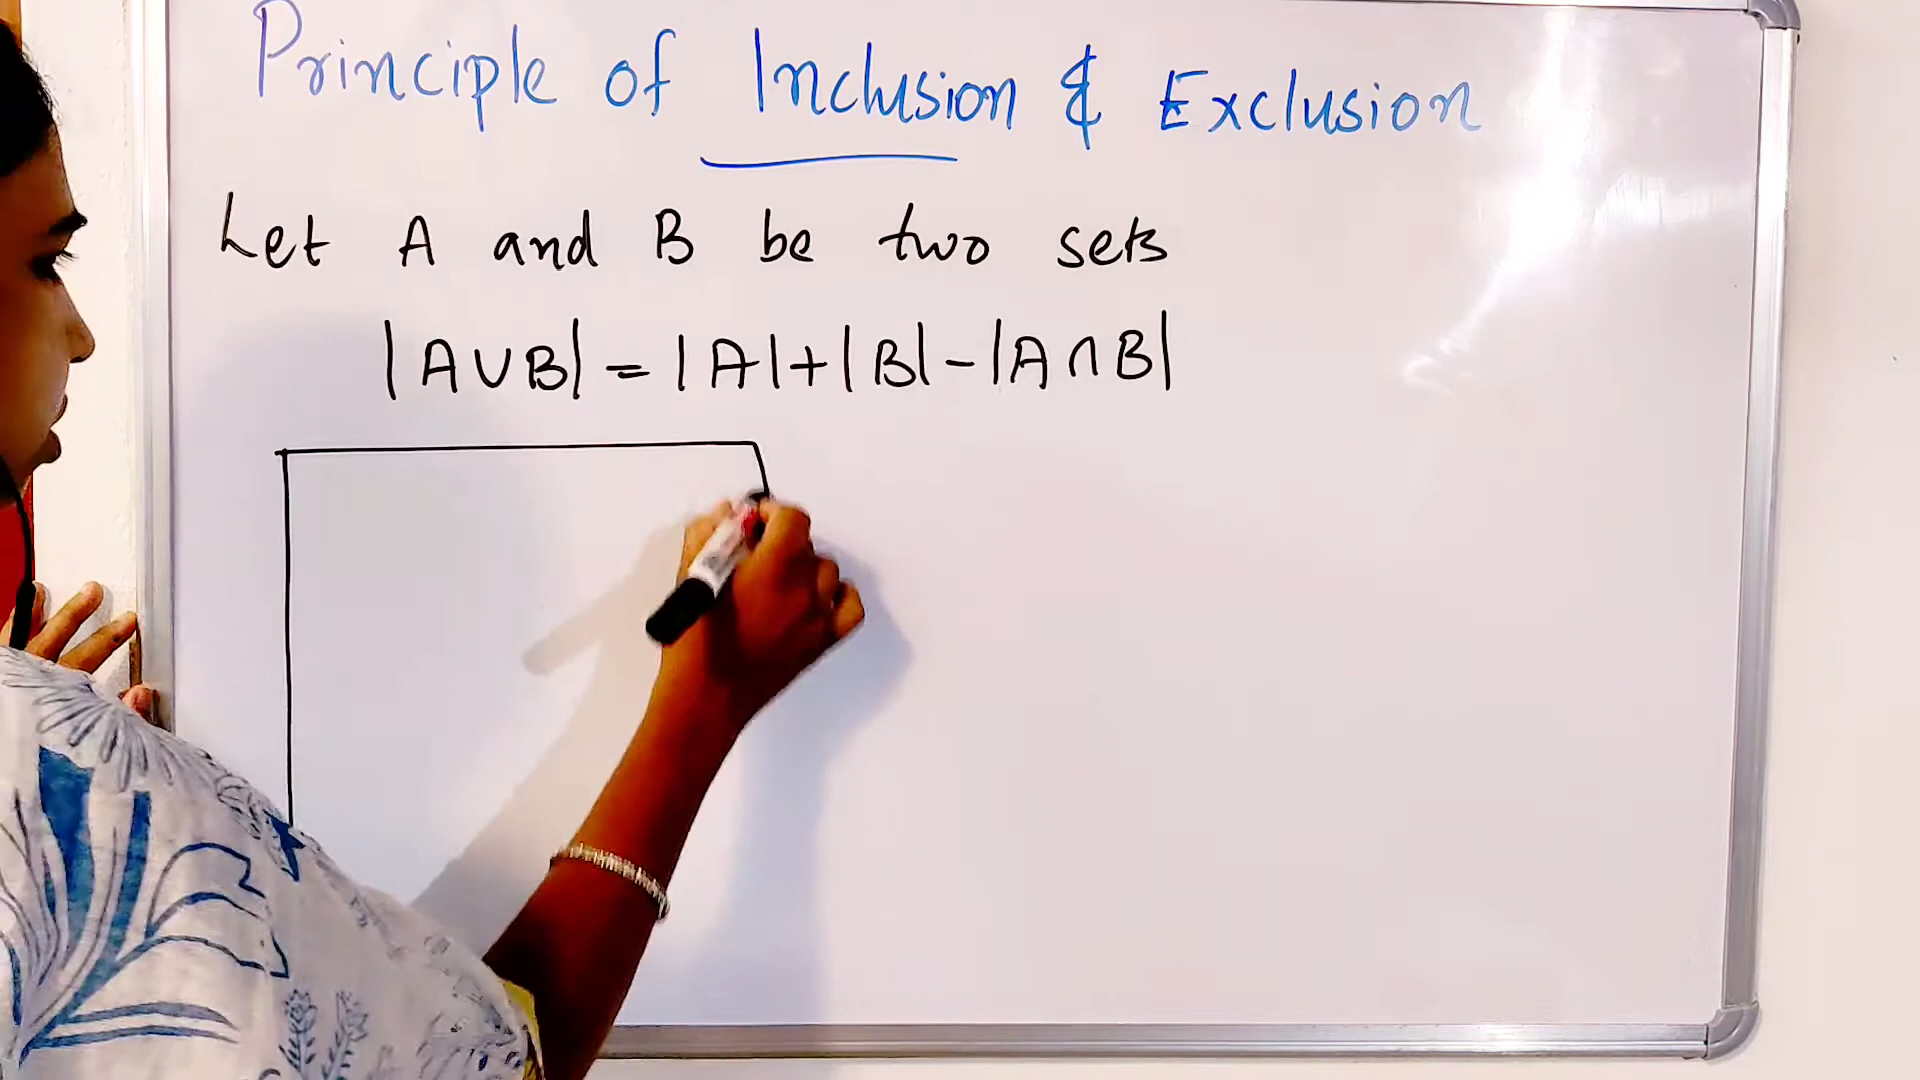 Principle of Inclusion & Exclusion
Let A and B be two sets
|A∪B| = |A|+|B|-|A∩B|